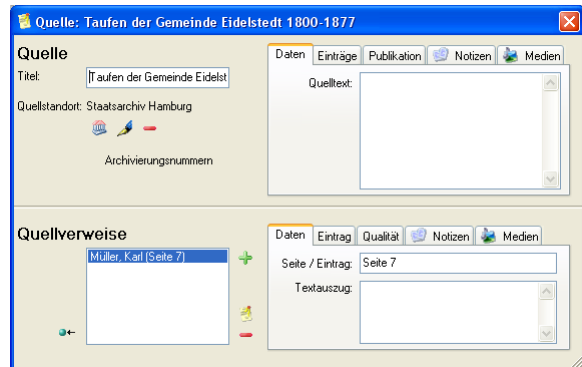 Quelle: Taufen der Gemeinde Eidelstedt 1800-1877
Quelle
Titel: Taufen der Gemeinde Eidelst
Quellstandort: Staatsarchiv Hamburg
Archivierungsnummern
Daten Einträge Publikation Notizen Medien
Quelltext:
Quellverweise
Müller, Karl (Seite 7)
Daten Eintrag Qualität Notizen Medien
Seite / Eintrag: Seite 7
Textauszug: